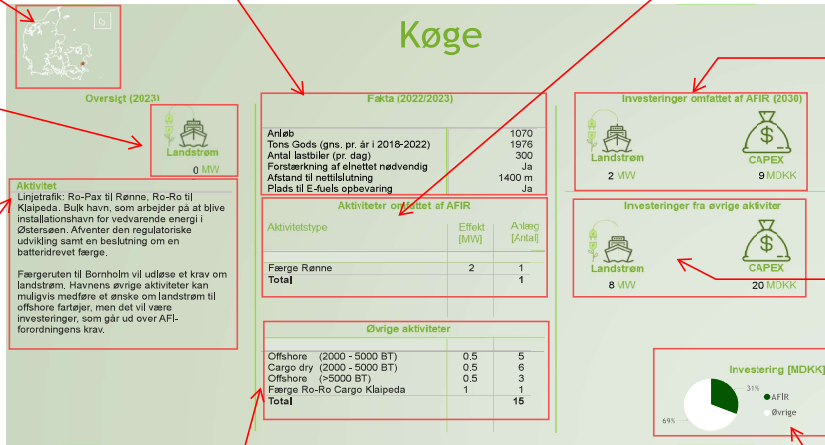 Køge
Oversigt (2023)
Landstrøm
0 MW
Aktivitet
Linjetrafik: Ro-Pax til Rønne, Ro-Ro til
Klaipeda. Bulk havn, som arbejder på at blive
installationshavn for vedvarende energi i
Østersøen. Afventer den regulatoriske
udvikling samt en beslutning om en
batteridrevet færge.
Færgeruten til Bornholm vil udløse et krav om
landstrøm. Havnens øvrige aktiviteter kan
muligvis medføre et ønske om landstrøm til
offshore fartøjer, men det vil være
investeringer, som går ud over AFI-
forordningens krav.
Fakta (2022/2023)
Anløb 1070
Tons Gods (gns. pr. år i 2018-2022) 1976
Antal lastbiler (pr. dag) 300
Forstærkning af elnettet nødvendig Ja
Afstand til nettilslutning 1400 m
Plads til E-fuels opbevaring Ja
Aktiviteter omfattet af AFIR
Aktivitetstype Effekt [MW] Anlæg [Antal]
Færge Rønne 2 1
Total 1
Øvrige aktiviteter
Offshore (2000 - 5000 BT) 0.5 5
Cargo dry (2000 - 5000 BT) 0.5 6
Offshore (>5000 BT) 0.5 3
Færge Ro-Ro Cargo Klaipeda 1 1
Total 15
Investeringer omfattet af AFIR (2030)
Landstrøm CAPEX
2 MW 9 MDKK
Investeringer fra øvrige aktiviter
Landstrøm CAPEX
8 MW 20 MDKK
Investering [MDKK]
31%
AFIR
Øvrige
69%